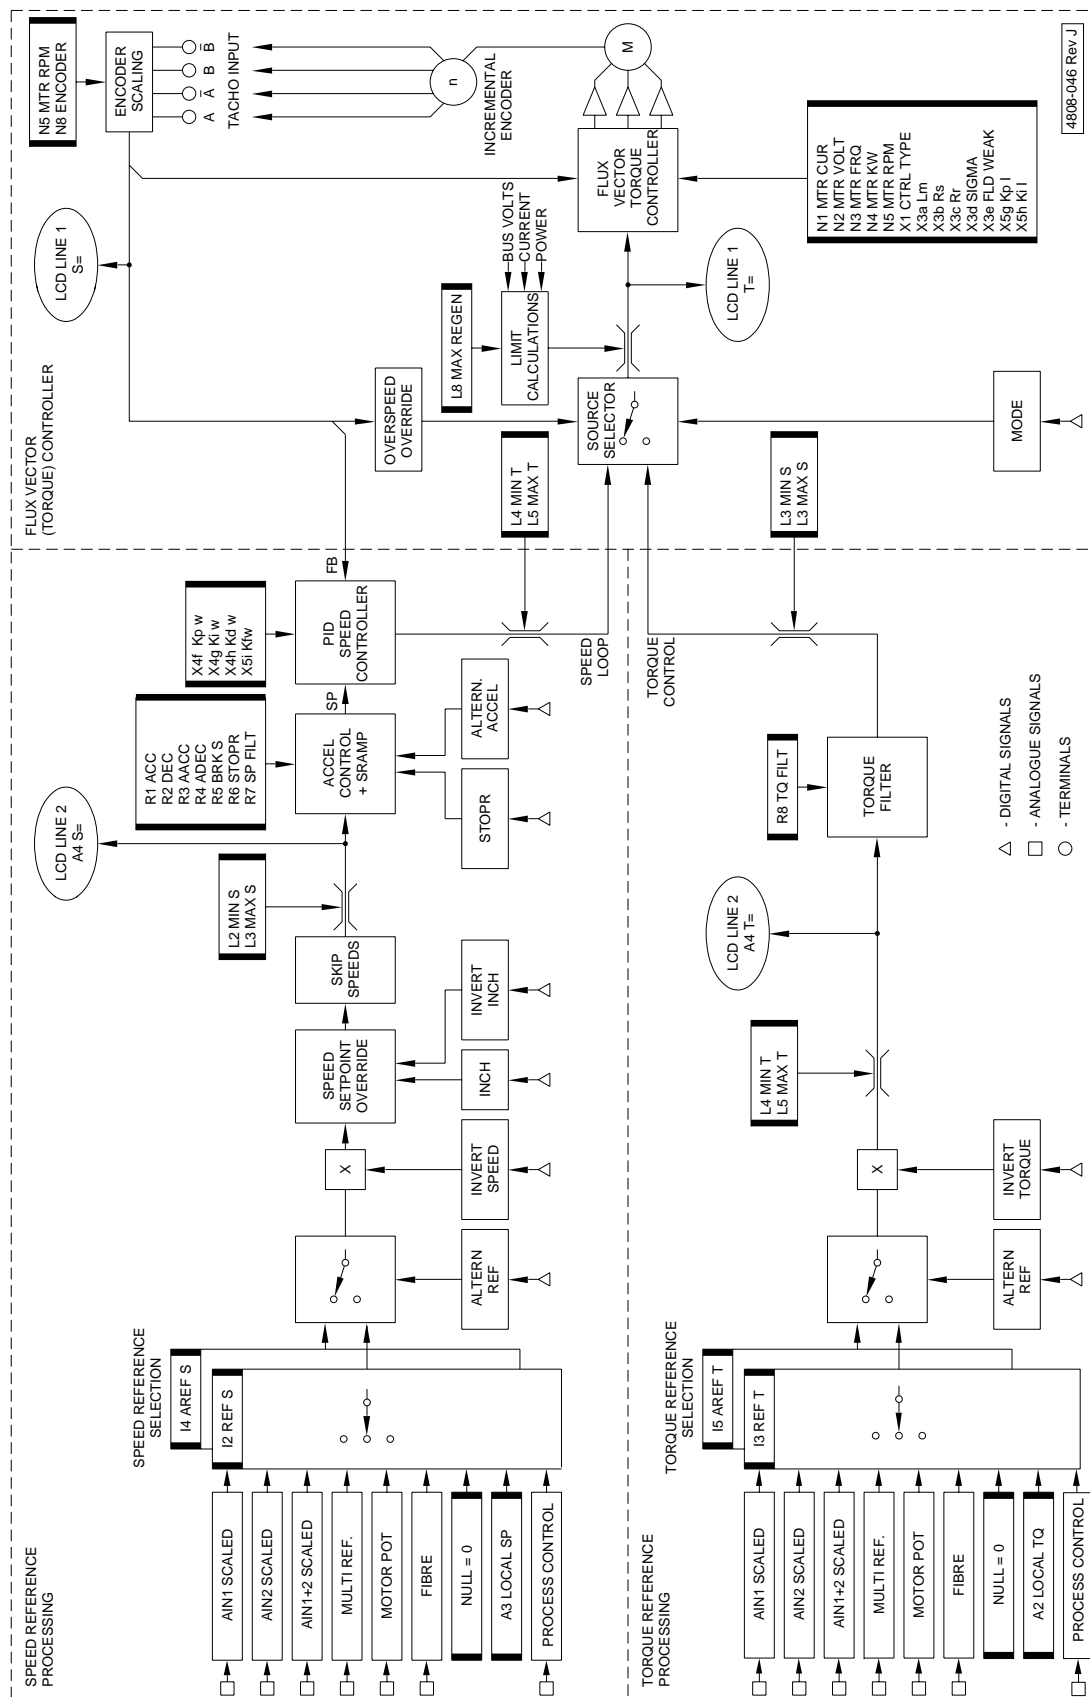 SPEED REFERENCE
PROCESSING
AIN1 SCALED
AIN2 SCALED
AIN1+2 SCALED
MULTI REF.
MOTOR POT
FIBRE
NULL = 0
A3 LOCAL SP
PROCESS CONTROL
SPEED REFERENCE
SELECTION
I4 AREF S
I2 REF S
ALTERN
REF
X
INVERT
SPEED
SPEED
SETPOINT
OVERRIDE
INCH
INVERT
INCH
SKIP
SPEEDS
L2 MIN S
L3 MAX S
LCD LINE 2
A4 S=
R1 ACC
R2 DEC
R3 AACC
R4 ADEC
R5 BRK S
R6 STOPR
R7 SP FILT
ACCEL
CONTROL
+ SRAMP
STOPR
ALTERN.
ACCEL
SP
X4f Kp w
X4g Ki w
X4h Kd w
X5i Kfw
PID
SPEED
CONTROLLER
FB
SPEED
LOOP
FLUX VECTOR
(TORQUE) CONTROLLER
L4 MIN T
L5 MAX T
OVERSPEED
OVERRIDE
SOURCE
SELECTOR
L8 MAX REGEN
LIMIT
CALCULATIONS
BUS VOLTS
CURRENT
POWER
LCD LINE 1
S=
LCD LINE 1
T=
N5 MTR RPM
N8 ENCODER
ENCODER
SCALING
A
A
B
B
TACHO INPUT
n
INCREMENTAL
ENCODER
M
FLUX
VECTOR
TORQUE
CONTROLLER
N1 MTR CUR
N2 MTR VOLT
N3 MTR FRQ
N4 MTR KW
N5 MTR RPM
X1 CTRL TYPE
X3a Lm
X3b Rs
X3c Rr
X3d SIGMA
X3e FLD WEAK
X5g Kp I
X5h Ki I
MODE
L3 MIN S
L3 MAX S
TORQUE
CONTROL
TORQUE REFERENCE
PROCESSING
AIN1 SCALED
AIN2 SCALED
AIN1+2 SCALED
MULTI REF.
MOTOR POT
FIBRE
NULL = 0
A2 LOCAL TQ
PROCESS CONTROL
TORQUE REFERENCE
SELECTION
I5 AREF T
I3 REF T
ALTERN
REF
X
INVERT
TORQUE
L4 MIN T
L5 MAX T
LCD LINE 2
A4 T=
R8 TQ FILT
TORQUE
FILTER
- DIGITAL SIGNALS
- ANALOGUE SIGNALS
- TERMINALS
4808-046 Rev J